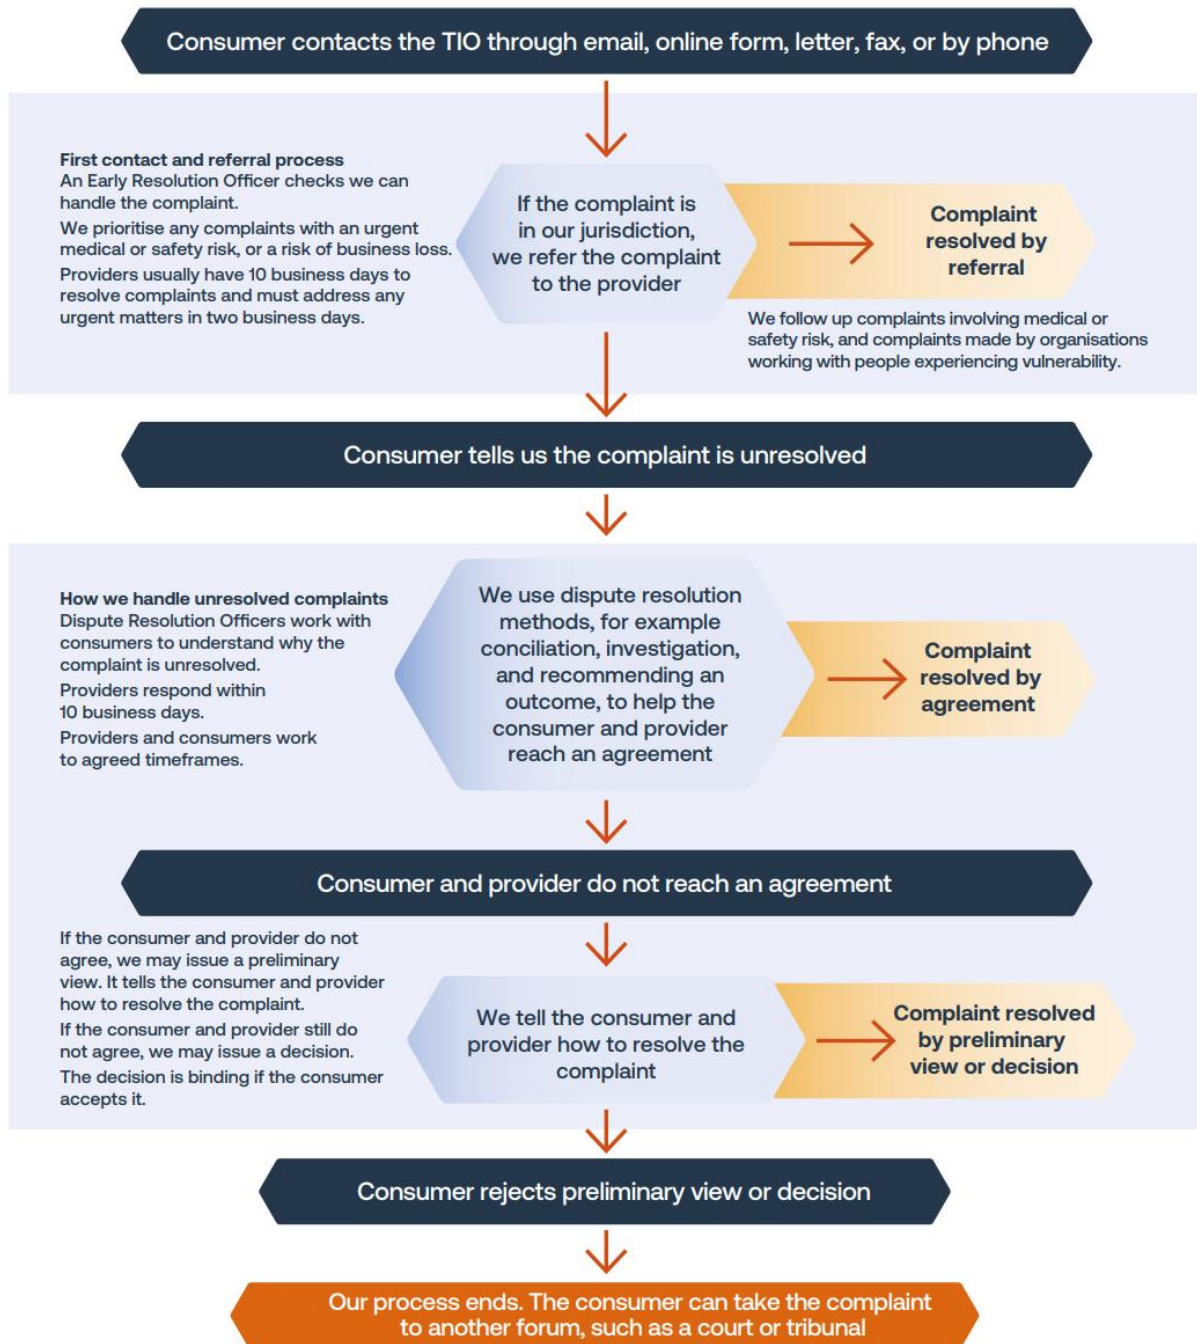 Consumer contacts the TIO through email, online form, letter, fax, or by phone
First contact and referral process
An Early Resolution Officer checks we can
handle the complaint.
We prioritise any complaints with an urgent
medical or safety risk, or a risk of business loss.
Providers usually have 10 business days to
resolve complaints and must address any
urgent matters in two business days.
If the complaint is
in our jurisdiction,
we refer the complaint
to the provider
Complaint
resolved by
referral
We follow up complaints involving medical or
safety risk, and complaints made by organisations
working with people experiencing vulnerability.
Consumer tells us the complaint is unresolved
How we handle unresolved complaints
Dispute Resolution Officers work with
consumers to understand why the
complaint is unresolved.
Providers respond within
10 business days.
Providers and consumers work
to agreed timeframes.
We use dispute resolution
methods, for example
conciliation, investigation,
and recommending an
outcome, to help the
consumer and provider
reach an agreement
Complaint
resolved by
agreement
Consumer and provider do not reach an agreement
If the consumer and provider do not
agree, we may issue a preliminary
view. It tells the consumer and provider
how to resolve the complaint.
If the consumer and provider still do
not agree, we may issue a decision.
The decision is binding if the consumer
accepts it.
We tell the consumer and
provider how to resolve the
complaint
Complaint resolved
by preliminary
view or decision
Consumer rejects preliminary view or decision
Our process ends. The consumer can take the complaint
to another forum, such as a court or tribunal